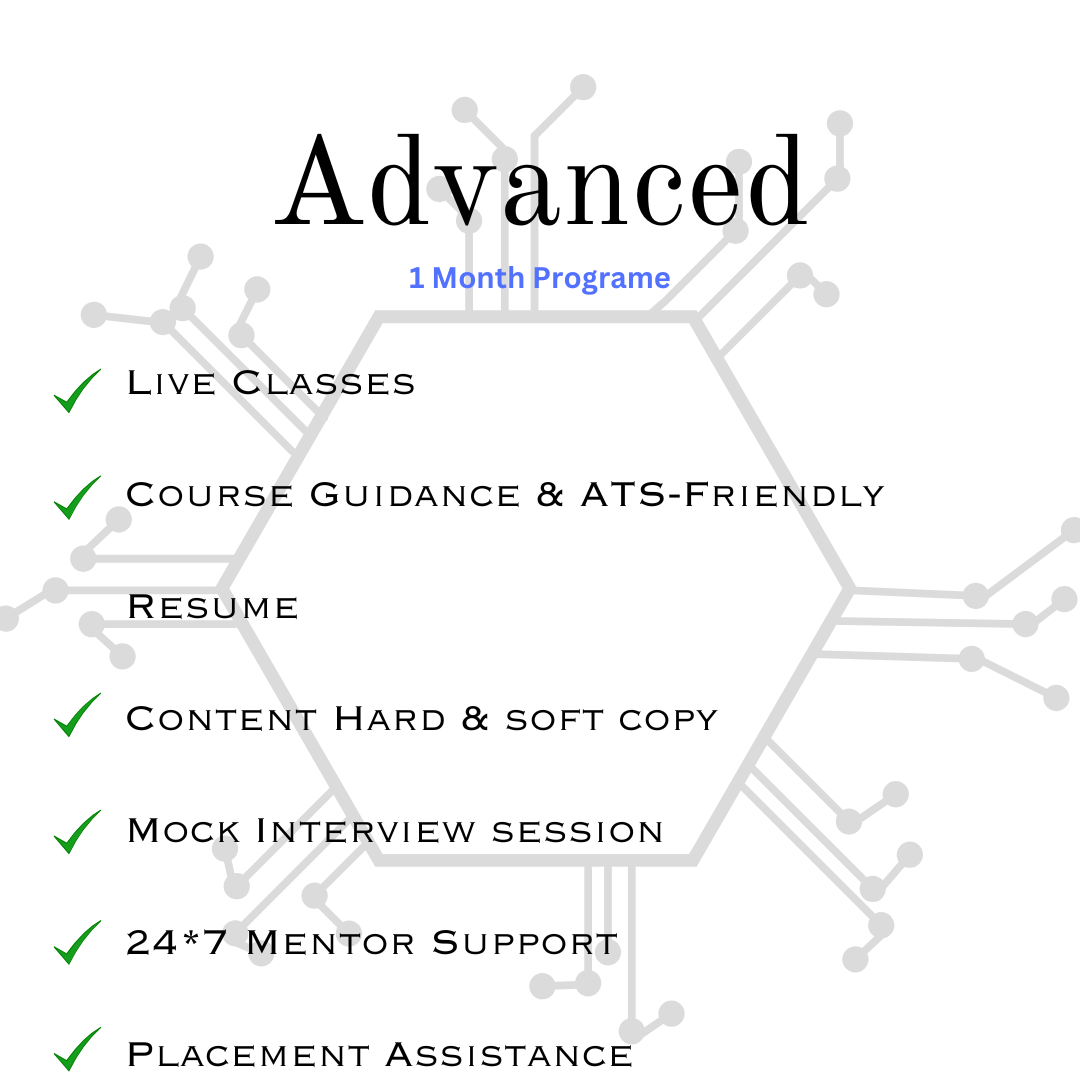 Advanced
1 Month Programe
Live Classes
Course Guidance & ATS-Friendly
Resume
Content Hard & soft copy
Mock Interview session
24*7 Mentor Support
Placement Assistance